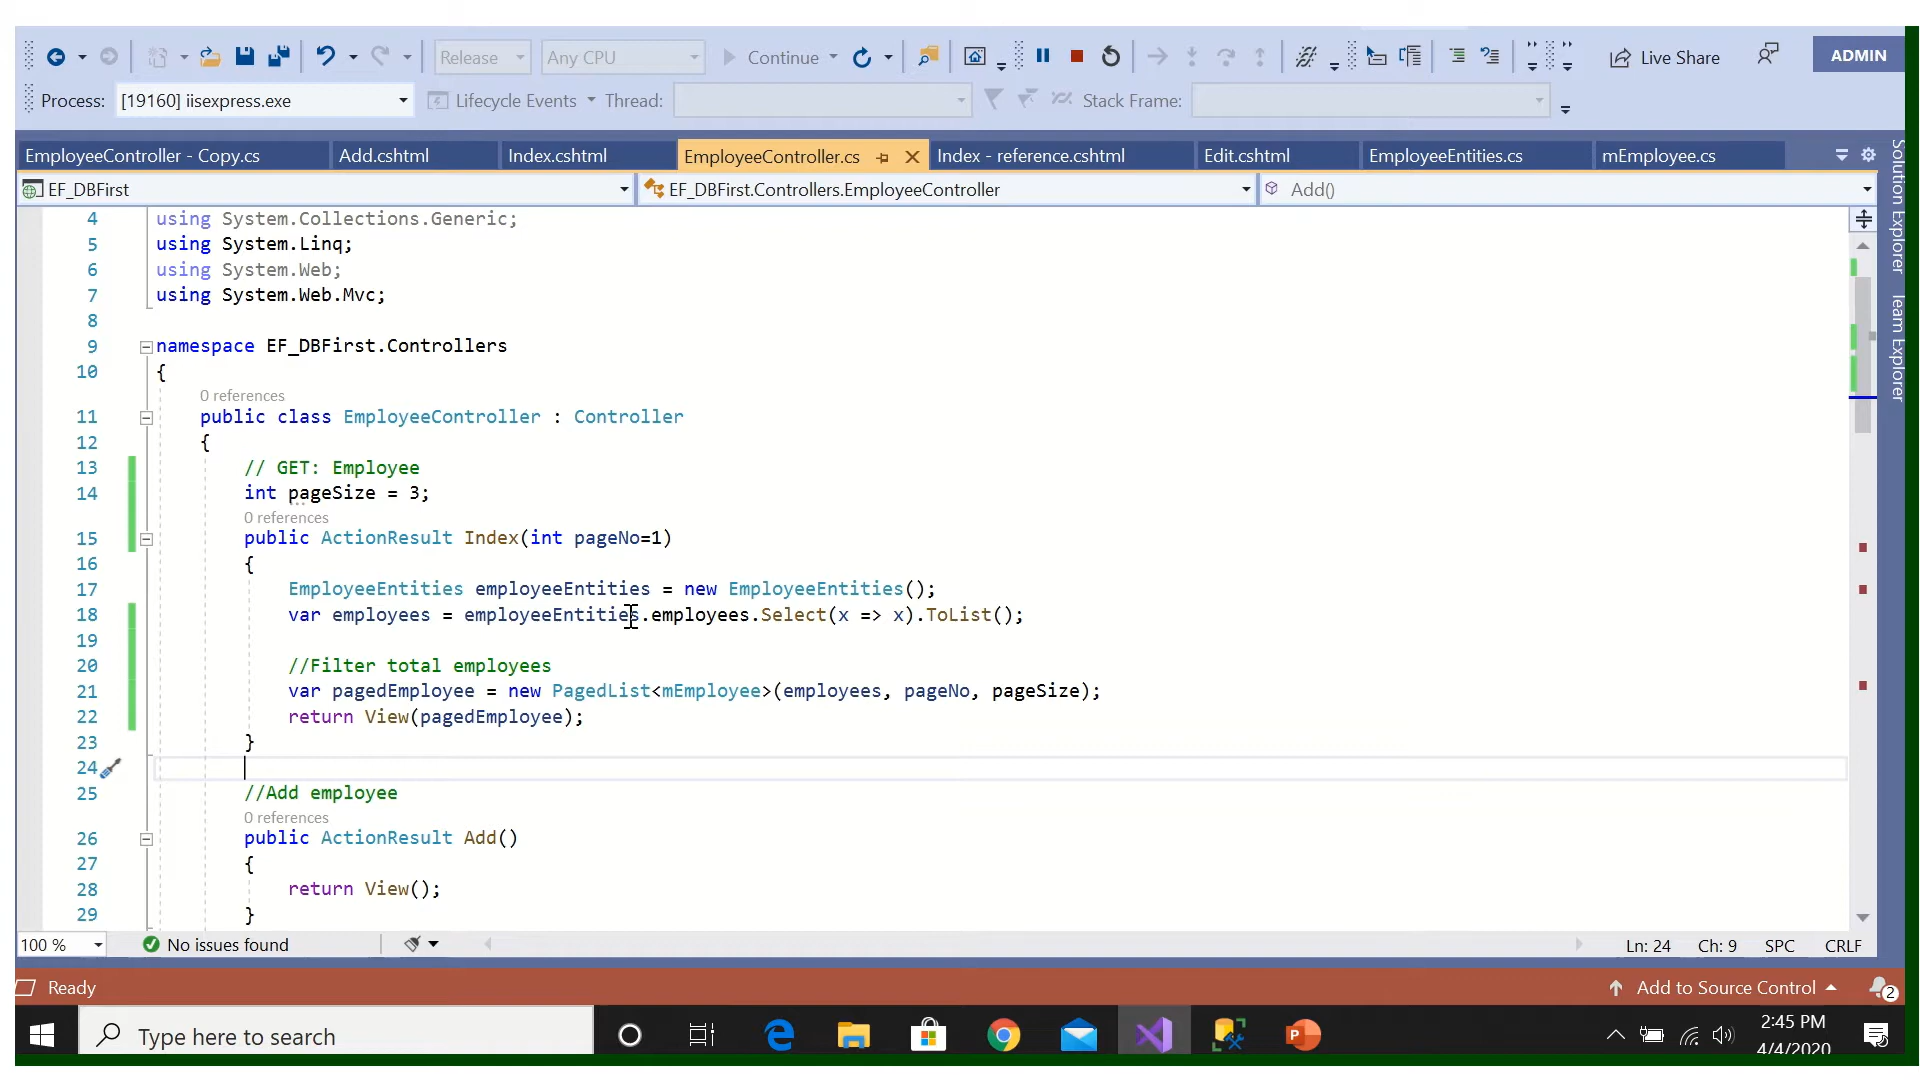 Release Any CPU Continue Live Share ADMIN
Process: [19160] iisexpress.exe Lifecycle Events Thread: Stack Frame:
EmployeeController - Copy.cs Add.cshtml Index.cshtml EmployeeController.cs Index - reference.cshtml Edit.cshtml EmployeeEntities.cs mEmployee.cs
EF_DBFirst EF_DBFirst.Controllers.EmployeeController Add()
Solution Explorer
Team Explorer
4 using System.Collections.Generic;
5 using System.Linq;
6 using System.Web;
7 using System.Web.Mvc;
8
9 namespace EF_DBFirst.Controllers
10 {
0 references
11 public class EmployeeController : Controller
12 {
13 // GET: Employee
14 int pageSize = 3;
0 references
15 public ActionResult Index(int pageNo=1)
16 {
17 EmployeeEntities employeeEntities = new EmployeeEntities();
18 var employees = employeeEntities.employees.Select(x => x).ToList();
19
20 //Filter total employees
21 var pagedEmployee = new PagedList<mEmployee>(employees, pageNo, pageSize);
22 return View(pagedEmployee);
23 }
24
25 //Add employee
0 references
26 public ActionResult Add()
27 {
28 return View();
29 }
100 % No issues found Ln: 24 Ch: 9 SPC CRLF
Ready Add to Source Control 2
Type here to search 2:45 PM
4/4/2020